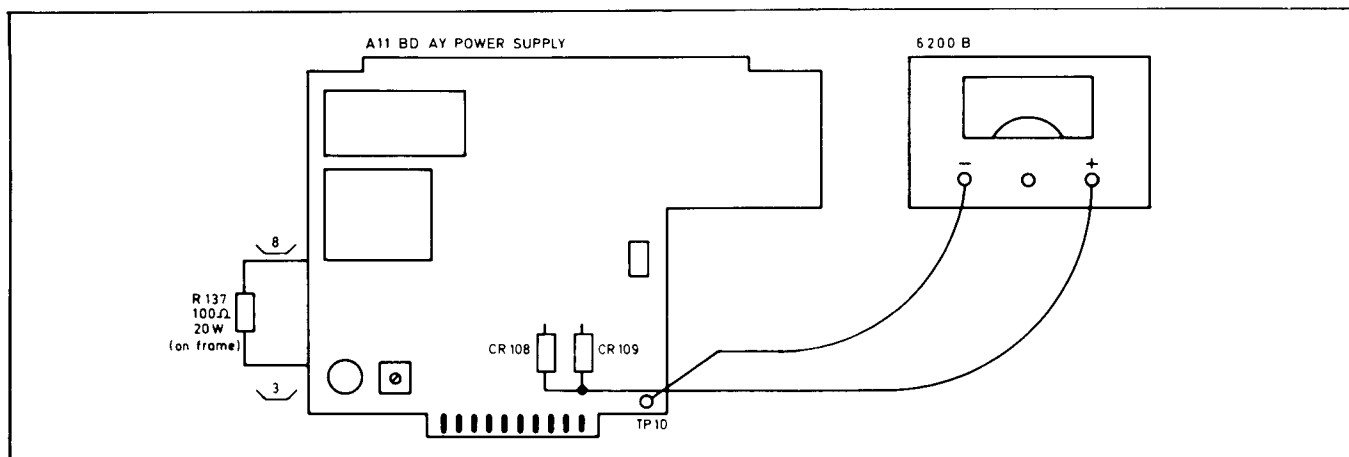 A11 BD AY POWER SUPPLY
6200 B
8
R 137
100Ω
20W
(on frame)
3
CR 108
CR 109
TP 10
-
+